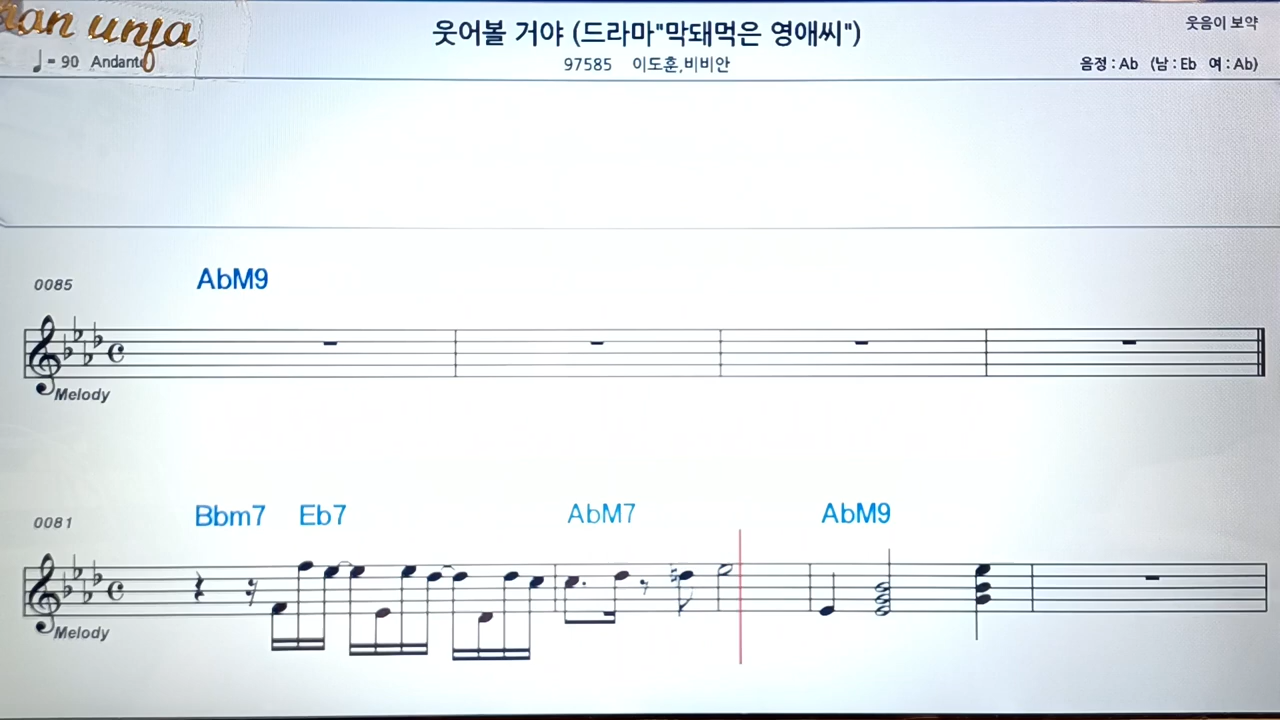 unja
웃어볼 거야 (드라마"막돼먹은 영애씨")
웃음이 보약
♩ = 90 Andante
97585 이도훈,비비안
음정 : Ab (남 : Eb 여 : Ab)
0085
AbM9
Melody
0081
Bbm7 Eb7 AbM7 AbM9
Melody